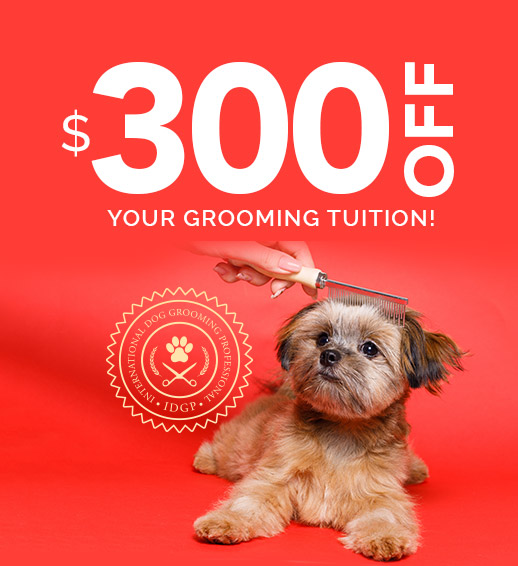 $300 OFF
YOUR GROOMING TUITION!
INTERNATIONAL DOG GROOMING PROFESSIONAL
• IDGP •